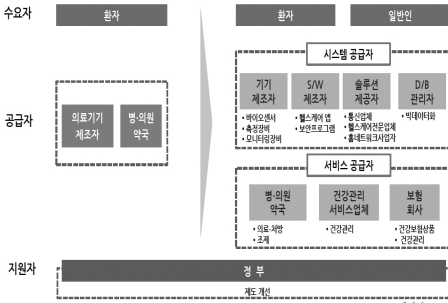 수요자
환자
환자
일반인
공급자
의료기기
제조자
병·의원
약국
시스템 공급자
기기
제조자
• 바이오센서
• 측정장비
• 모니터링장비
S/W
제조자
• 헬스케어 앱
• 보안프로그램
솔루션
제공자
• 통신업체
• 헬스케어전문업체
• 홈네트워크사업자
D/B
관리자
• 빅데이터화
서비스 공급자
병·의원
약국
• 의료·처방
• 조제
건강관리
서비스업체
• 건강관리
보험
회사
• 건강보험상품
• 건강관리
지원자
정 부
제도 개선